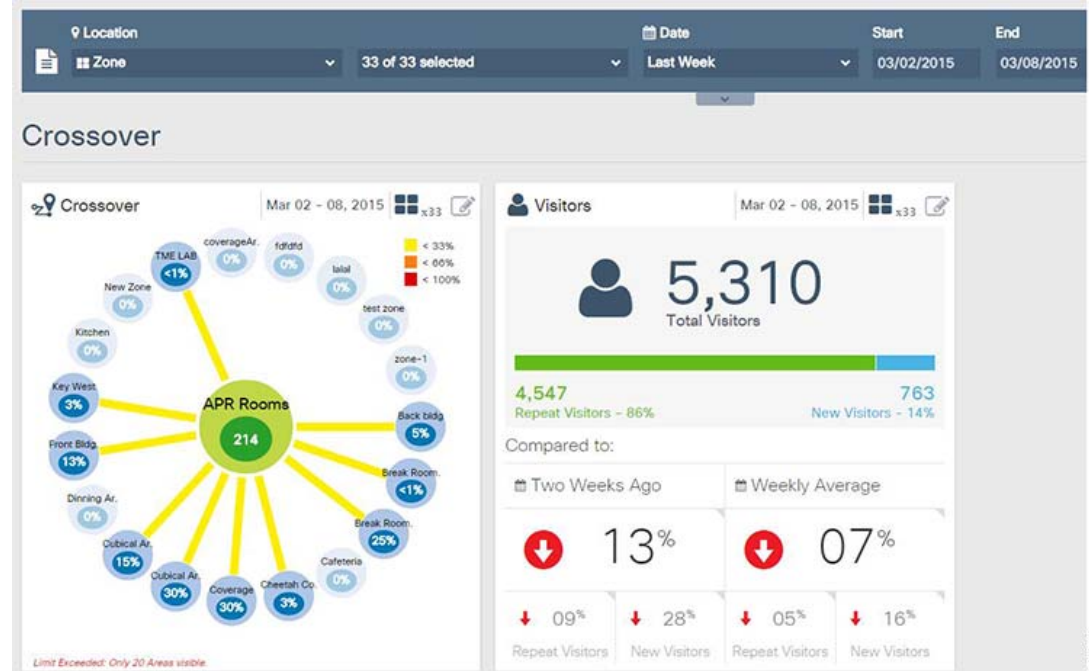 Location
Date
Start
End
Zone
33 of 33 selected
Last Week
03/02/2015
03/08/2015
Crossover
Crossover
Mar 02 - 08, 2015
x33
< 33%
< 66%
< 100%
coverageAr.
0%
fdfdfd
0%
lalal
0%
test zone
0%
zone-1
0%
Back bldg
5%
Break Room.
<1%
Break Room.
25%
Cafeteria
0%
Cheetah Co.
3%
Coverage
30%
Cubical Ar.
30%
Cubical Ar.
15%
Dinning Ar.
0%
Front Bldg.
13%
Key West
3%
Kitchen
0%
New Zone
0%
TME LAB
<1%
APR Rooms
214
Limit Exceeded: Only 20 Areas visible.
Visitors
Mar 02 - 08, 2015
x33
5,310
Total Visitors
4,547
763
Repeat Visitors - 86%
New Visitors - 14%
Compared to:
Two Weeks Ago
Weekly Average
13%
07%
09%
28%
05%
16%
Repeat Visitors
New Visitors
Repeat Visitors
New Visitors